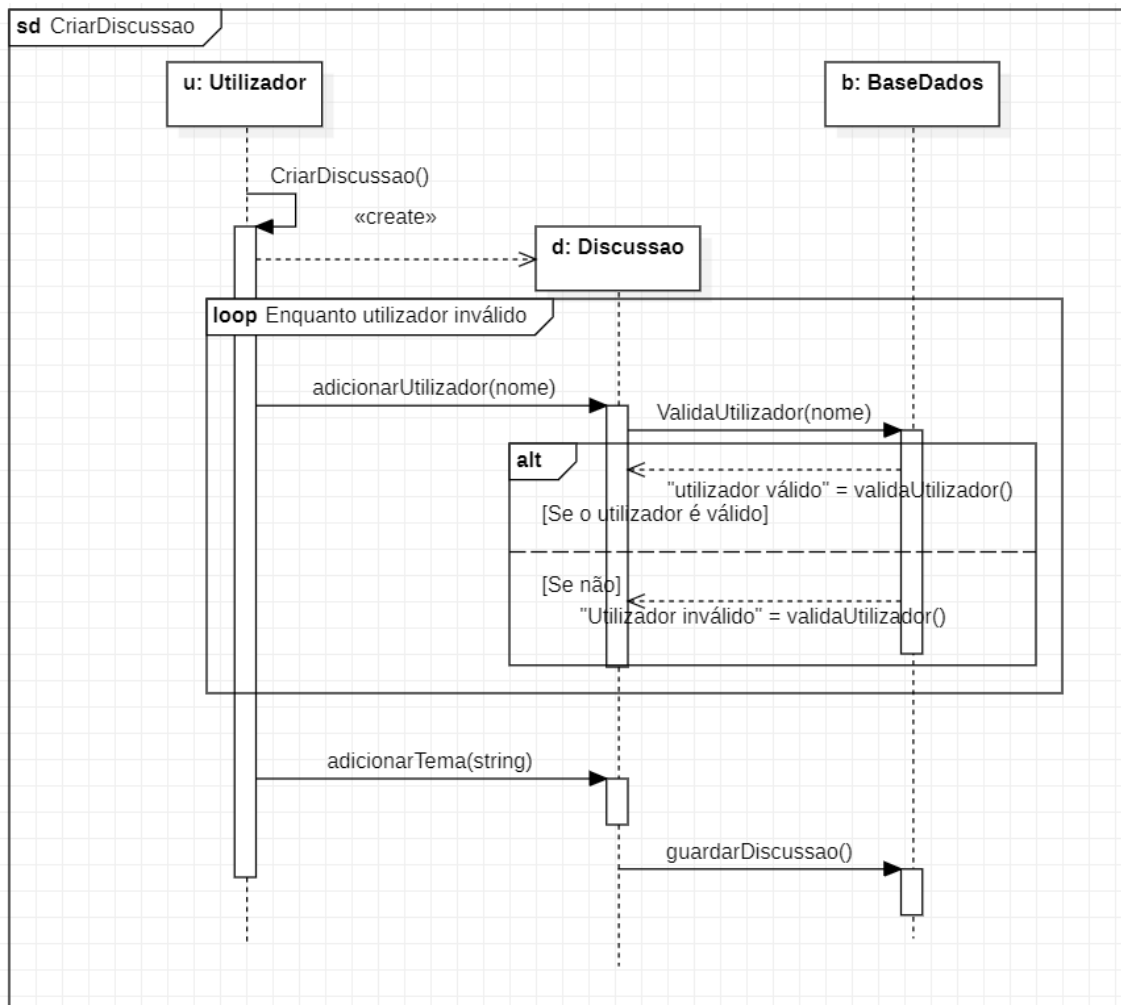 sd CriarDiscussao
u: Utilizador
b: BaseDados
CriarDiscussao()
«create»
d: Discussao
loop Enquanto utilizador inválido
adicionarUtilizador(nome)
ValidaUtilizador(nome)
alt
"utilizador válido" = validaUtilizador()
[Se o utilizador é válido]
[Se não]
"Utilizador inválido" = validaUtilizador()
adicionarTema(string)
guardarDiscussao()